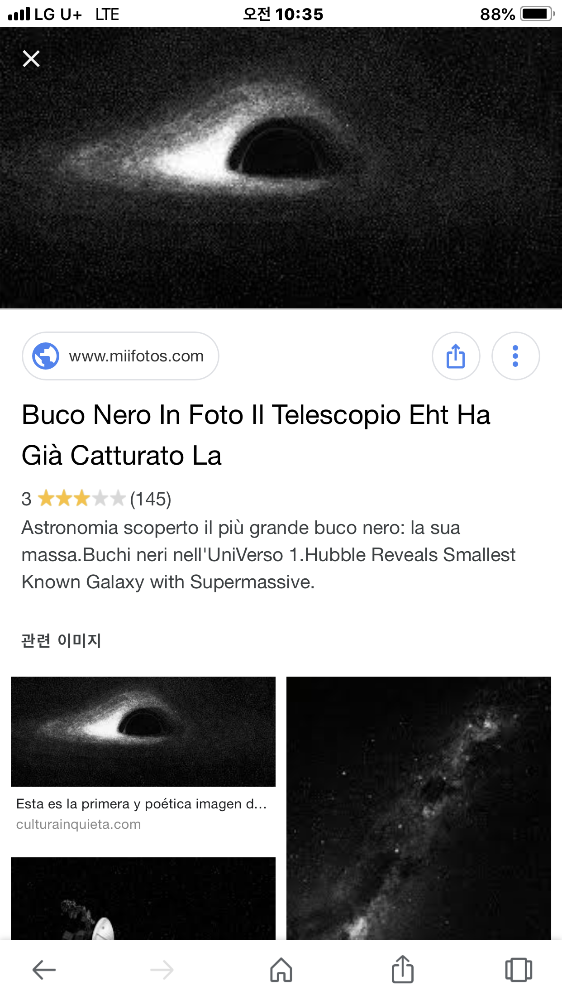 LG U+ LTE 오전 10:35 88%
www.miifotos.com
Buco Nero In Foto Il Telescopio Eht Ha
Già Catturato La
3 (145)
Astronomia scoperto il più grande buco nero: la sua
massa.Buchi neri nell'UniVerso 1.Hubble Reveals Smallest
Known Galaxy with Supermassive.
관련 이미지
Esta es la primera y poética imagen d...
culturainquieta.com